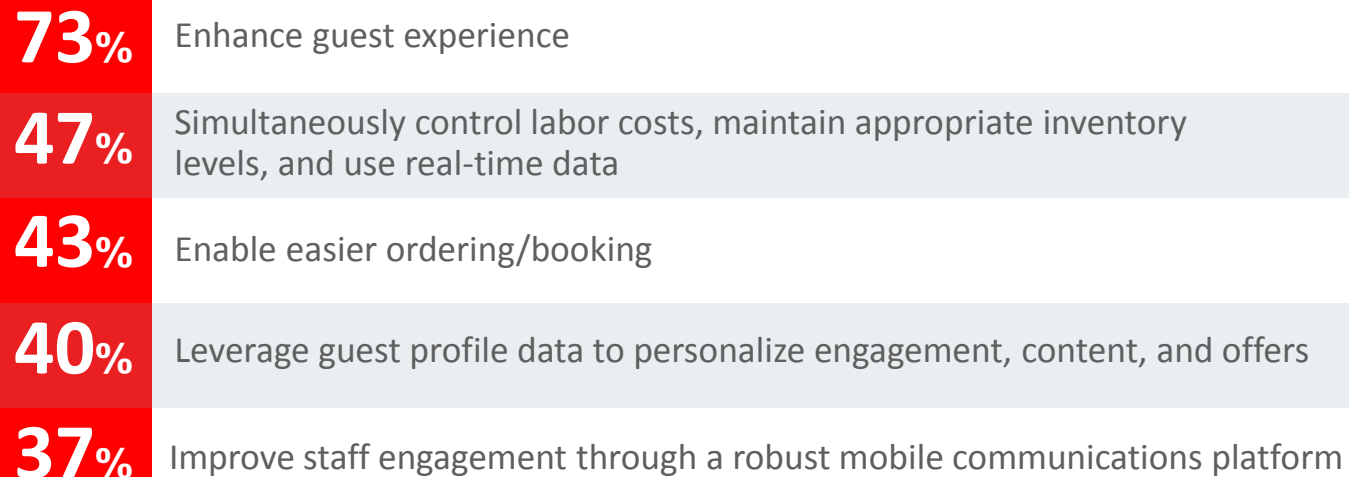 73% Enhance guest experience
47% Simultaneously control labor costs, maintain appropriate inventory
levels, and use real-time data
43% Enable easier ordering/booking
40% Leverage guest profile data to personalize engagement, content, and offers
37% Improve staff engagement through a robust mobile communications platform